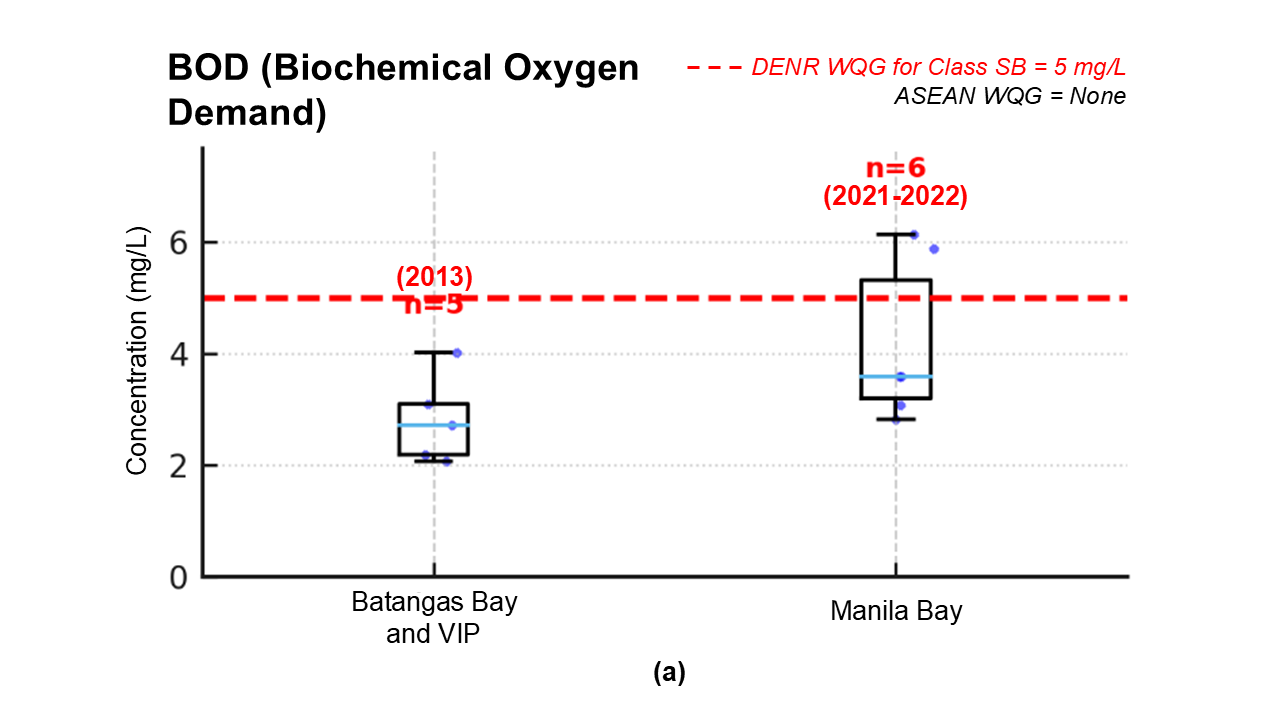 BOD (Biochemical Oxygen
Demand)
DENR WQG for Class SB = 5 mg/L
ASEAN WQG = None
n=6
(2021-2022)
(2013)
n=5
Concentration (mg/L)
6
4
2
0
Batangas Bay
and VIP
Manila Bay
(a)